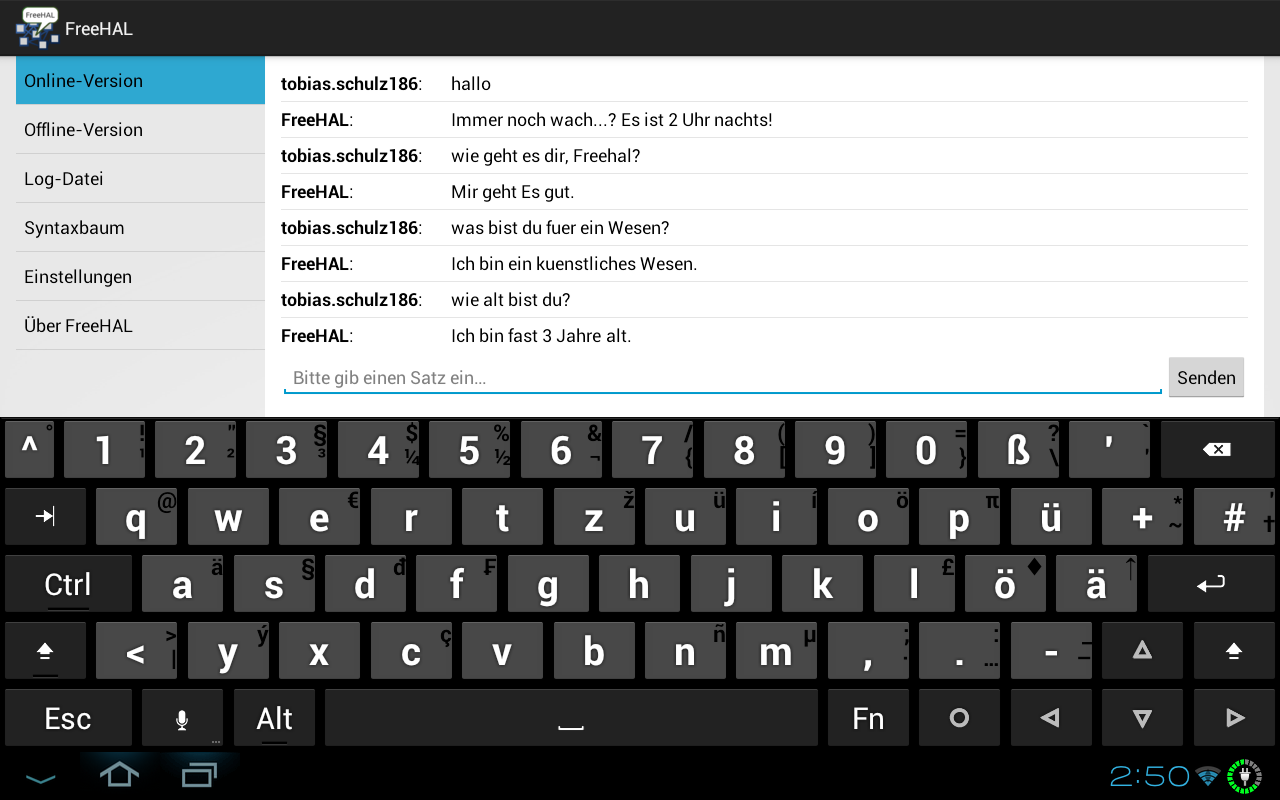 FreeHAL
FreeHAL
Online-Version
Offline-Version
Log-Datei
Syntaxbaum
Einstellungen
Über FreeHAL
tobias.schulz186: hallo
FreeHAL: Immer noch wach...? Es ist 2 Uhr nachts!
tobias.schulz186: wie geht es dir, Freehal?
FreeHAL: Mir geht Es gut.
tobias.schulz186: was bist du fuer ein Wesen?
FreeHAL: Ich bin ein kuenstliches Wesen.
tobias.schulz186: wie alt bist du?
FreeHAL: Ich bin fast 3 Jahre alt.
Bitte gib einen Satz ein... Senden
^ ° 1 ! ¹ 2 " ² 3 § ³ 4 $ ¼ 5 % ½ 6 & ¬ 7 / { 8 ( [ 9 ) ] 0 = } ß ? \ ' ` '
q @ w e € r t z ž u ü i í o ö p π ü + * ~ # ' †
Ctrl a ä s § d đ f ₣ g h j k l £ ö ♦ ä ↑
< > | y ý x c ç v b n ñ m µ , ; · . : … - _ –
Esc ... Alt Fn
2:50